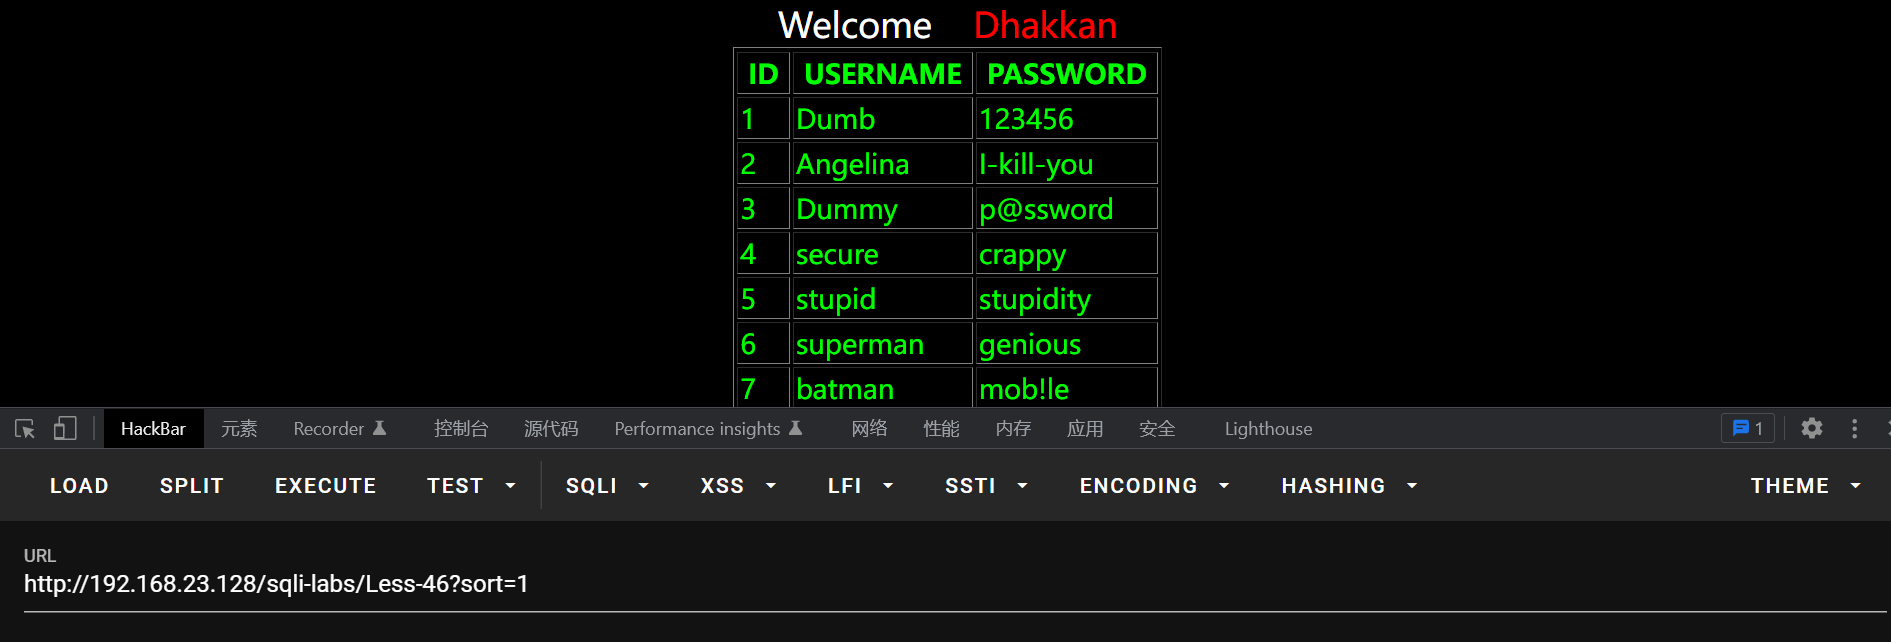 Welcome Dhakkan
ID USERNAME PASSWORD
1 Dumb 123456
2 Angelina I-kill-you
3 Dummy p@ssword
4 secure crappy
5 stupid stupidity
6 superman genious
7 batman mob!le
HackBar 元素 Recorder 控制台 源代码 Performance insights 网络 性能 内存 应用 安全 Lighthouse 1
LOAD SPLIT EXECUTE TEST SQLI XSS LFI SSTI ENCODING HASHING THEME
URL
http://192.168.23.128/sqli-labs/Less-46?sort=1